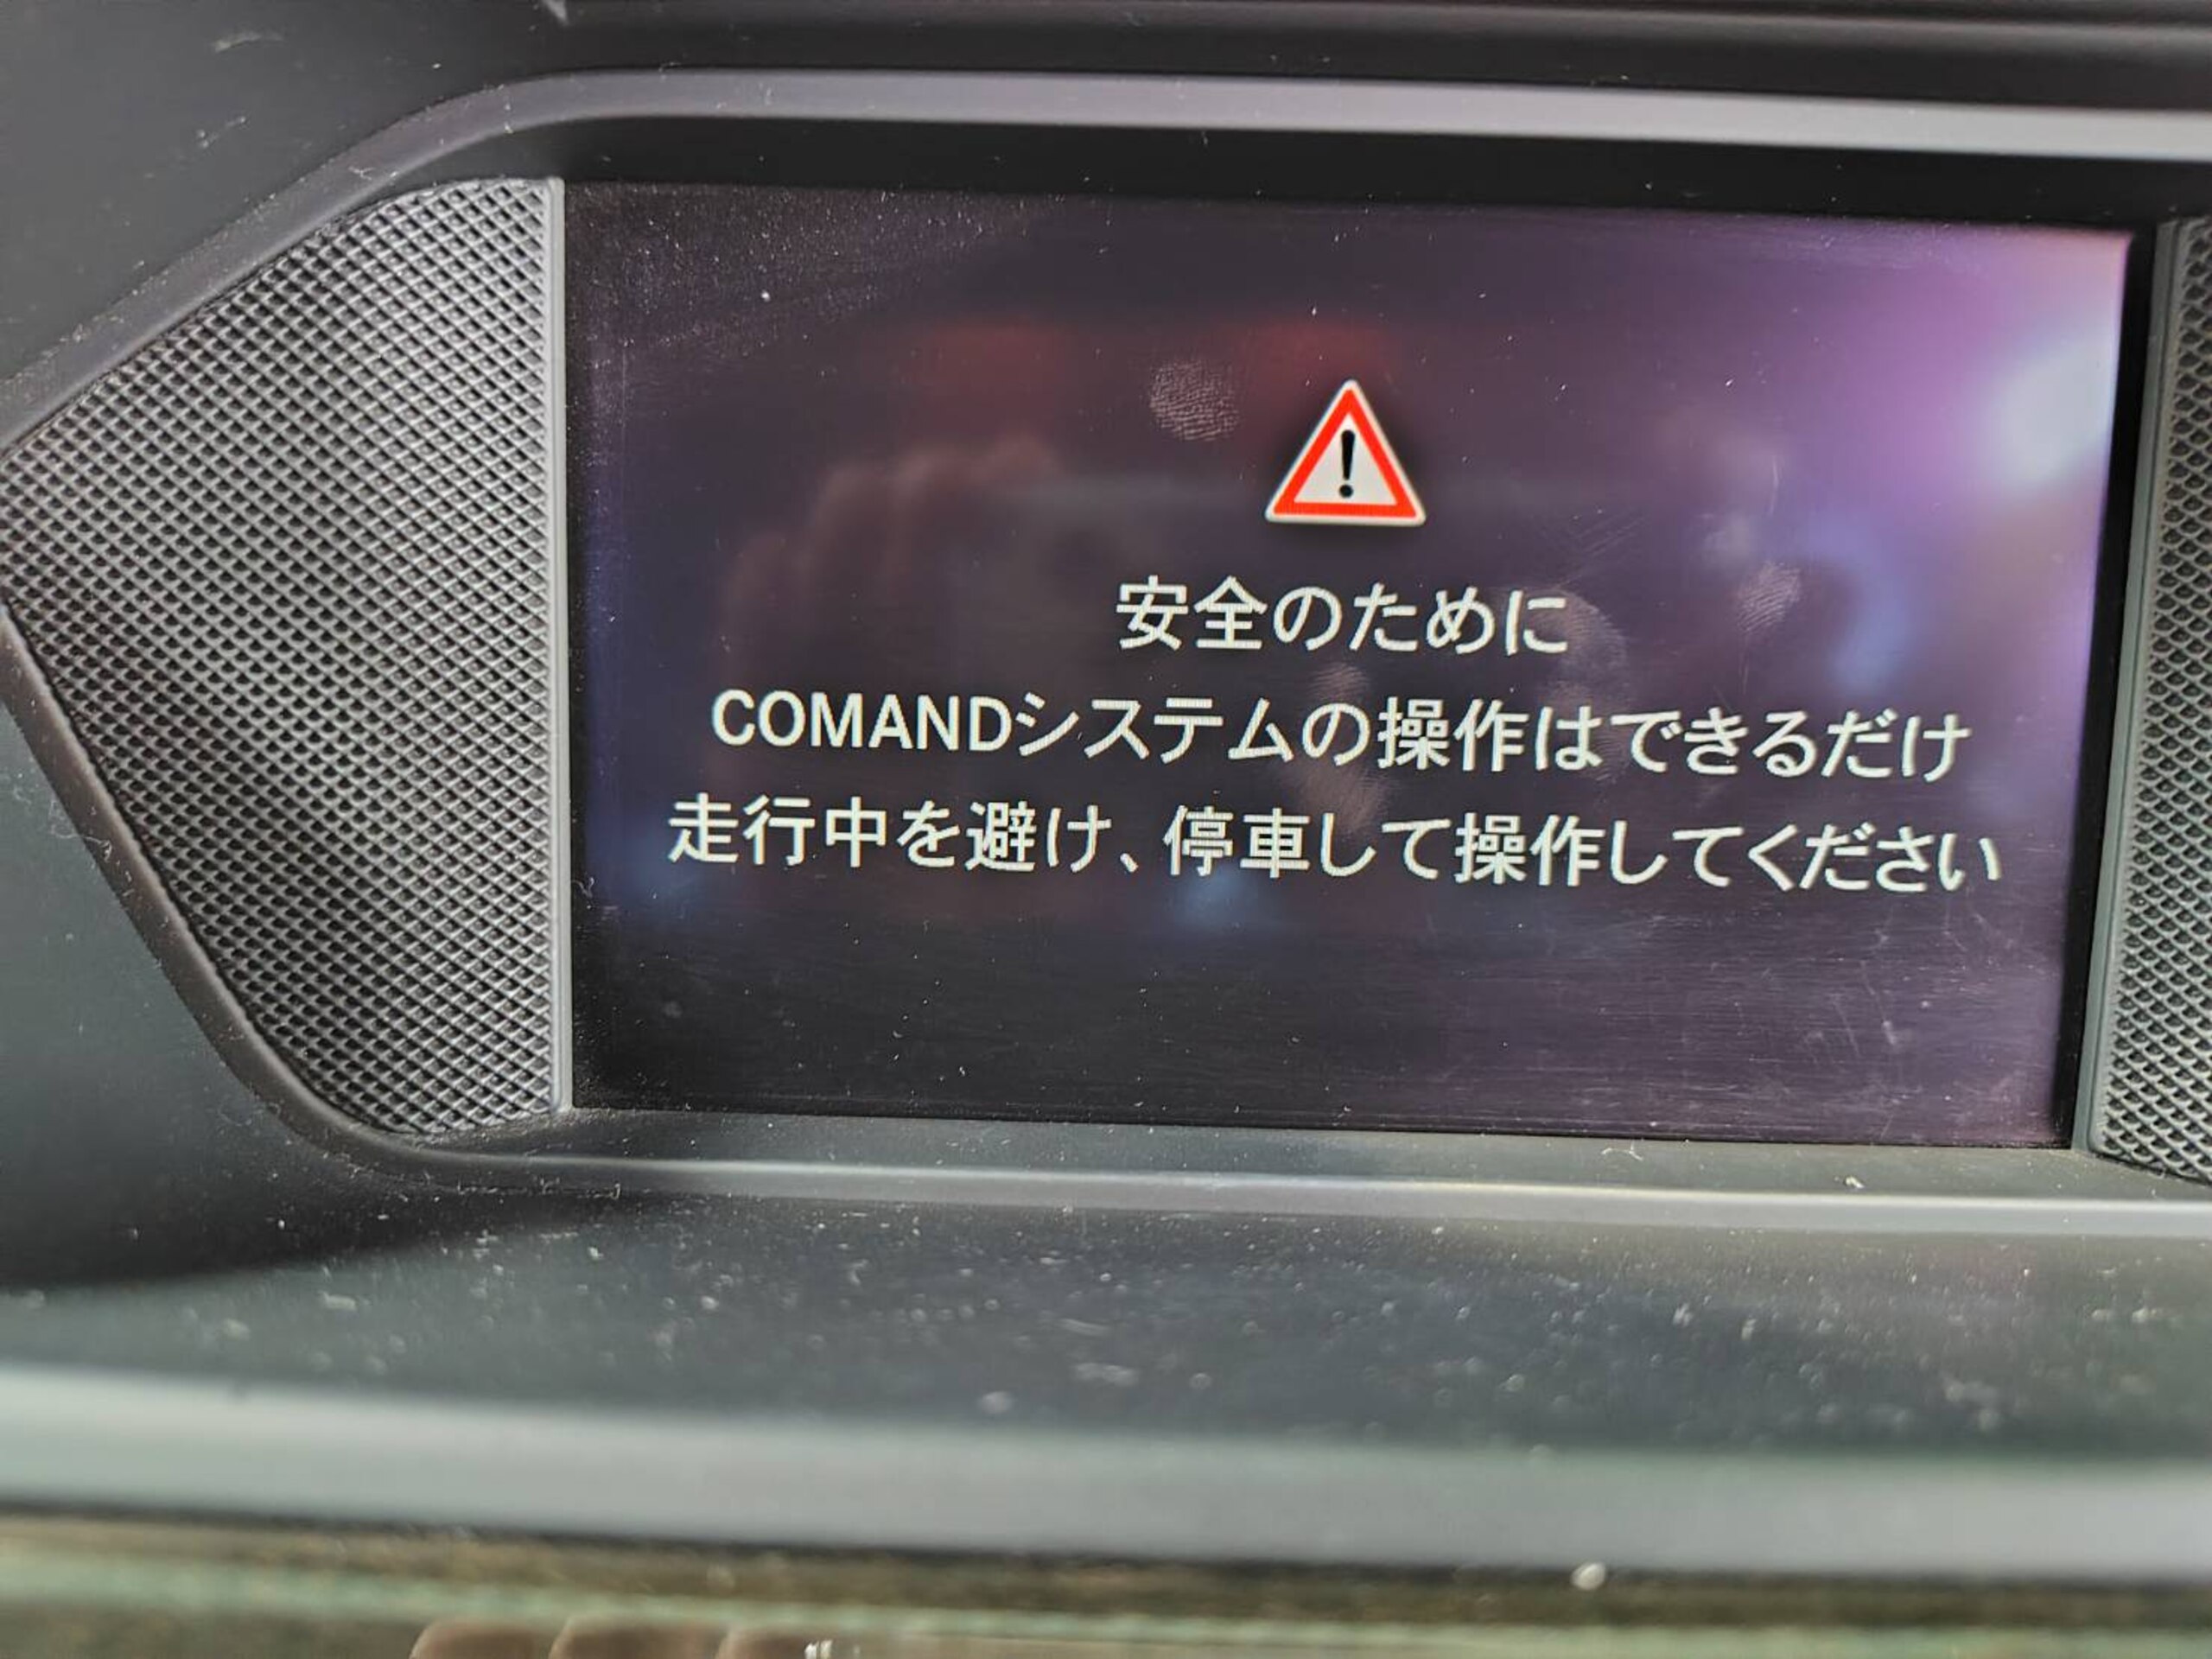 安全のために
COMANDシステムの操作はできるだけ
走行中を避け、停車して操作してください